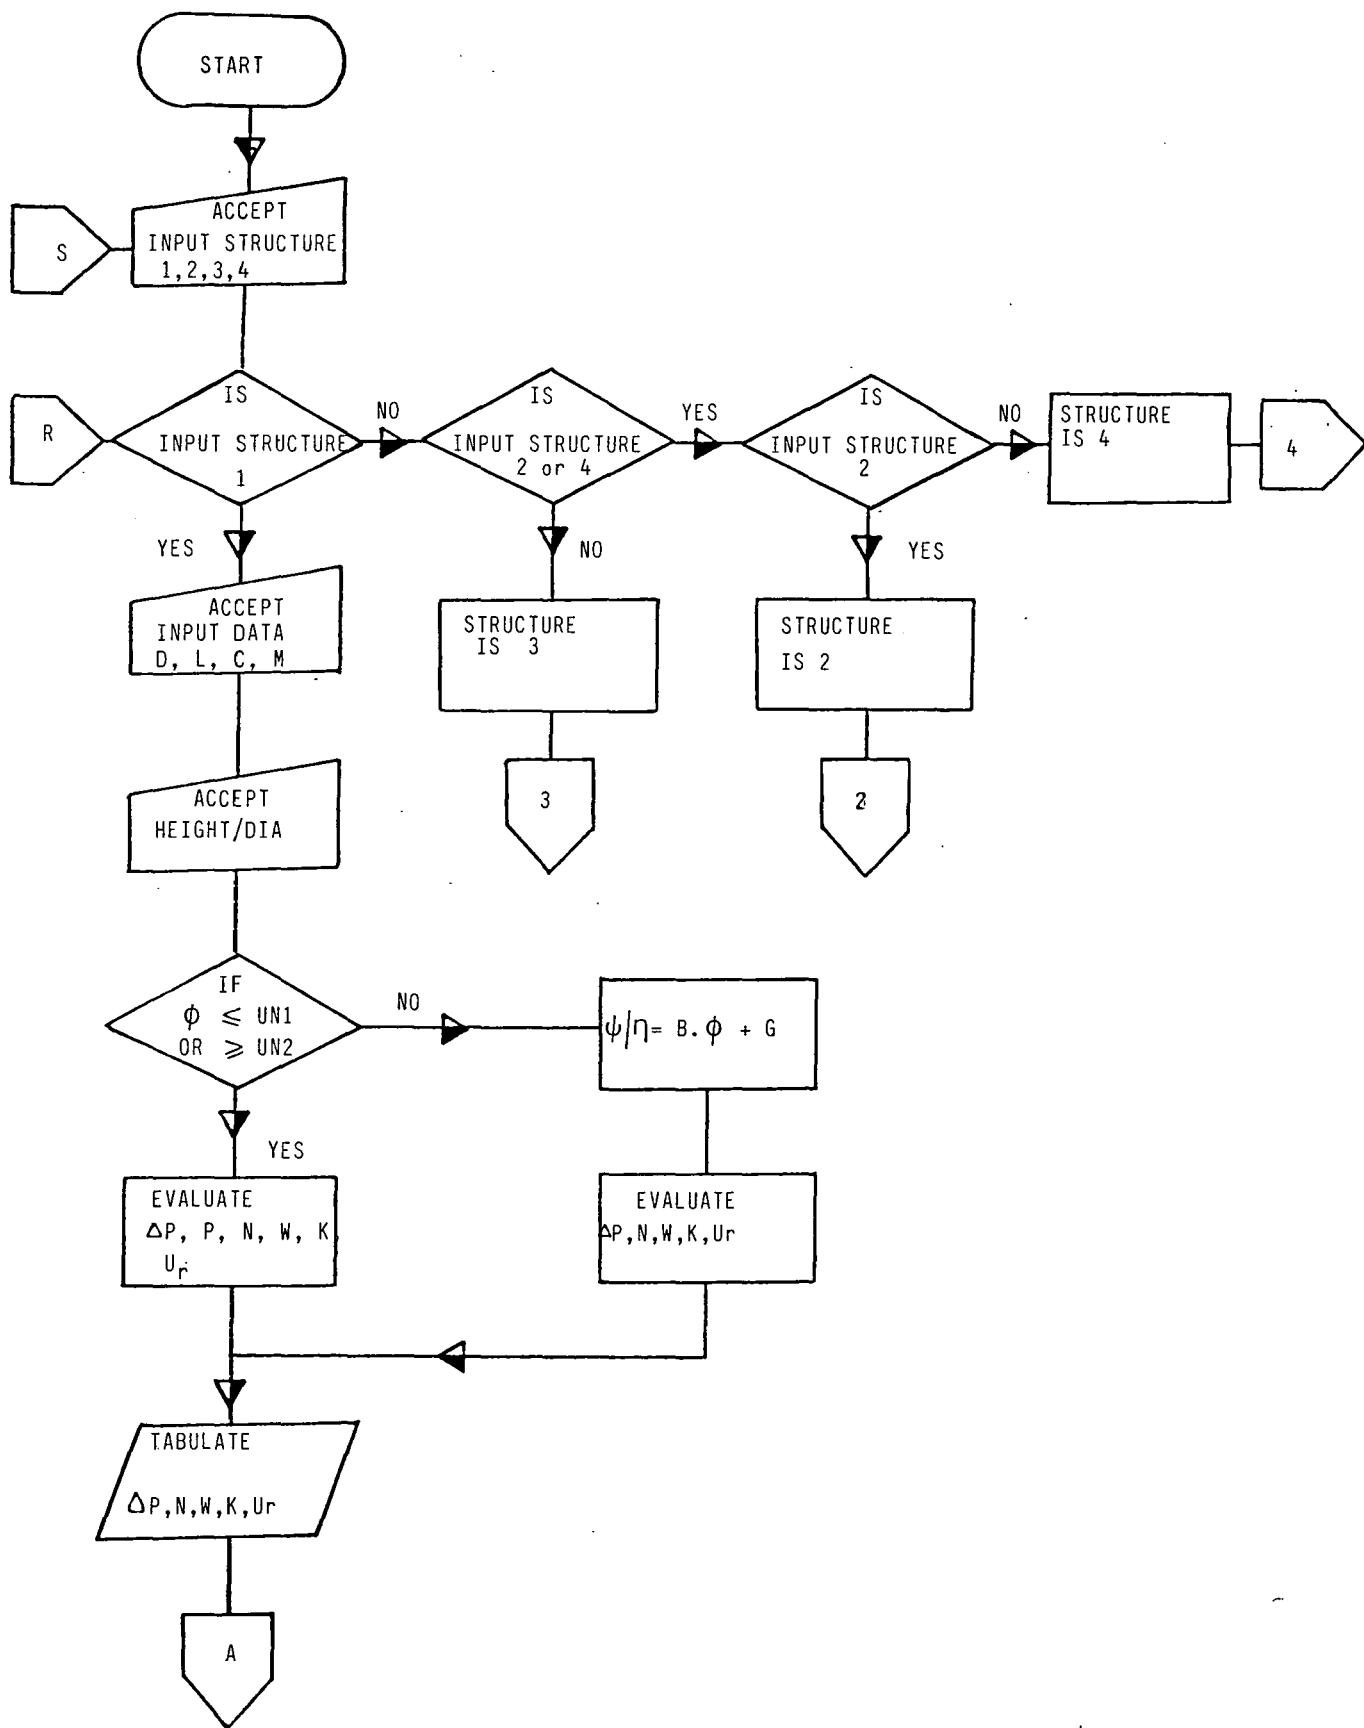 START
ACCEPT
INPUT STRUCTURE
1,2,3,4
S
R
IS
INPUT STRUCTURE
1
NO
IS
INPUT STRUCTURE
2 or 4
YES
IS
INPUT STRUCTURE
2
NO
STRUCTURE
IS 4
4
YES
NO
YES
ACCEPT
INPUT DATA
D, L, C, M
STRUCTURE
IS 3
STRUCTURE
IS 2
3
2
ACCEPT
HEIGHT/DIA
IF
ϕ ⩽ UN1
OR ⩾ UN2
NO
ψ/η= B.ϕ + G
YES
EVALUATE
ΔP, P, N, W, K
Ur
EVALUATE
ΔP,N,W,K,Ur
TABULATE
ΔP,N,W,K,Ur
A